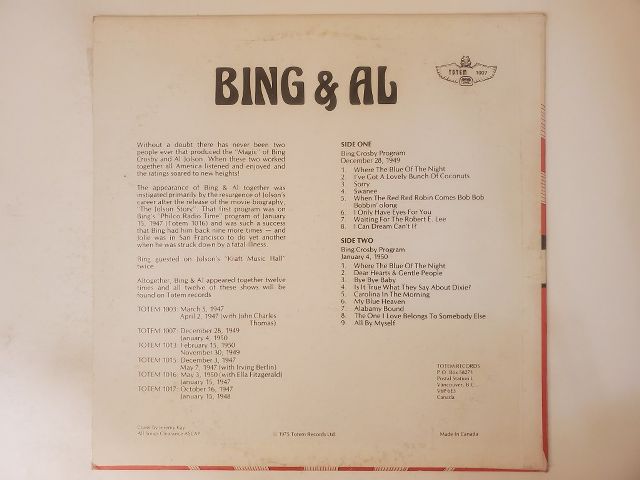 BING & AL
TOTEM 1007
Without a doubt there has never been two
people ever that produced the "Magic" of Bing
Crosby and Al Jolson. When these two worked
together all America listened and enjoyed and
the ratings soared to new heights!
The appearance of Bing & Al together was
instigated primarily by the resurgence of Jolson's
career after the release of the movie biography,
"The Jolson Story". That first program was on
Bing's "Philco Radio Time" program of January
15, 1947 (Totem 1016) and was such a success
that Bing had him back nine more times — and
Jolie was in San Francisco to do yet another
when he was struck down by a fatal illness.
Bing guested on Jolson's "Kraft Music Hall"
twice.
Altogether, Bing & Al appeared together twelve
times and all twelve of these shows will be
found on Totem records
TOTEM 1003: March 5, 1947
April 2, 1947 (with John Charles
Thomas)
TOTEM 1007: December 28, 1949
January 4, 1950
TOTEM 1013: February 15, 1950
November 30, 1949
TOTEM 1015: December 3, 1947
May 7, 1947 (with Irving Berlin)
TOTEM 1016: May 3, 1950 (with Ella Fitzgerald)
January 15, 1947
TOTEM 1017: October 16, 1947
January 15, 1948
Cover by Jeremy Kay
All Songs Clearance ASCAP
SIDE ONE
Bing Crosby Program
December 28, 1949
1. Where The Blue Of The Night
2. I've Got A Lovely Bunch Of Coconuts
3. Sorry
4. Swanee
5. When The Red Red Robin Comes Bob Bob
Bobbin' along
6. I Only Have Eyes For You
7. Waiting For The Robert E. Lee
8. I Can Dream Can't I?
SIDE TWO
Bing Crosby Program
January 4, 1950
1. Where The Blue Of The Night
2. Dear Hearts & Gentle People
3. Bye Bye Baby
4. Is It True What They Say About Dixie?
5. Carolina In The Morning
6. My Blue Heaven
7. Alabamy Bound
8. The One I Love Belongs To Somebody Else
9. All By Myself
TOTEM RECORDS
P.O. Box
Postal Station L
Vancouver, B.C.
Canada
© 1975 Totem Records Ltd.
Made in Canada